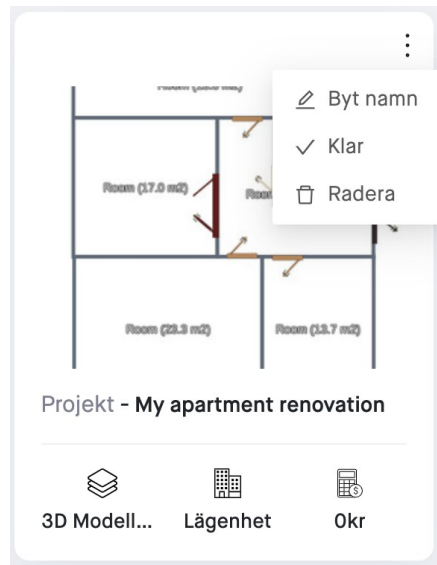 Byt namn
Klar
Radera
Room (17.0 m2)
Room (23.3 m2)
Room (13.7 m2)
Projekt - My apartment renovation
3D Modell...
Lägenhet
0kr